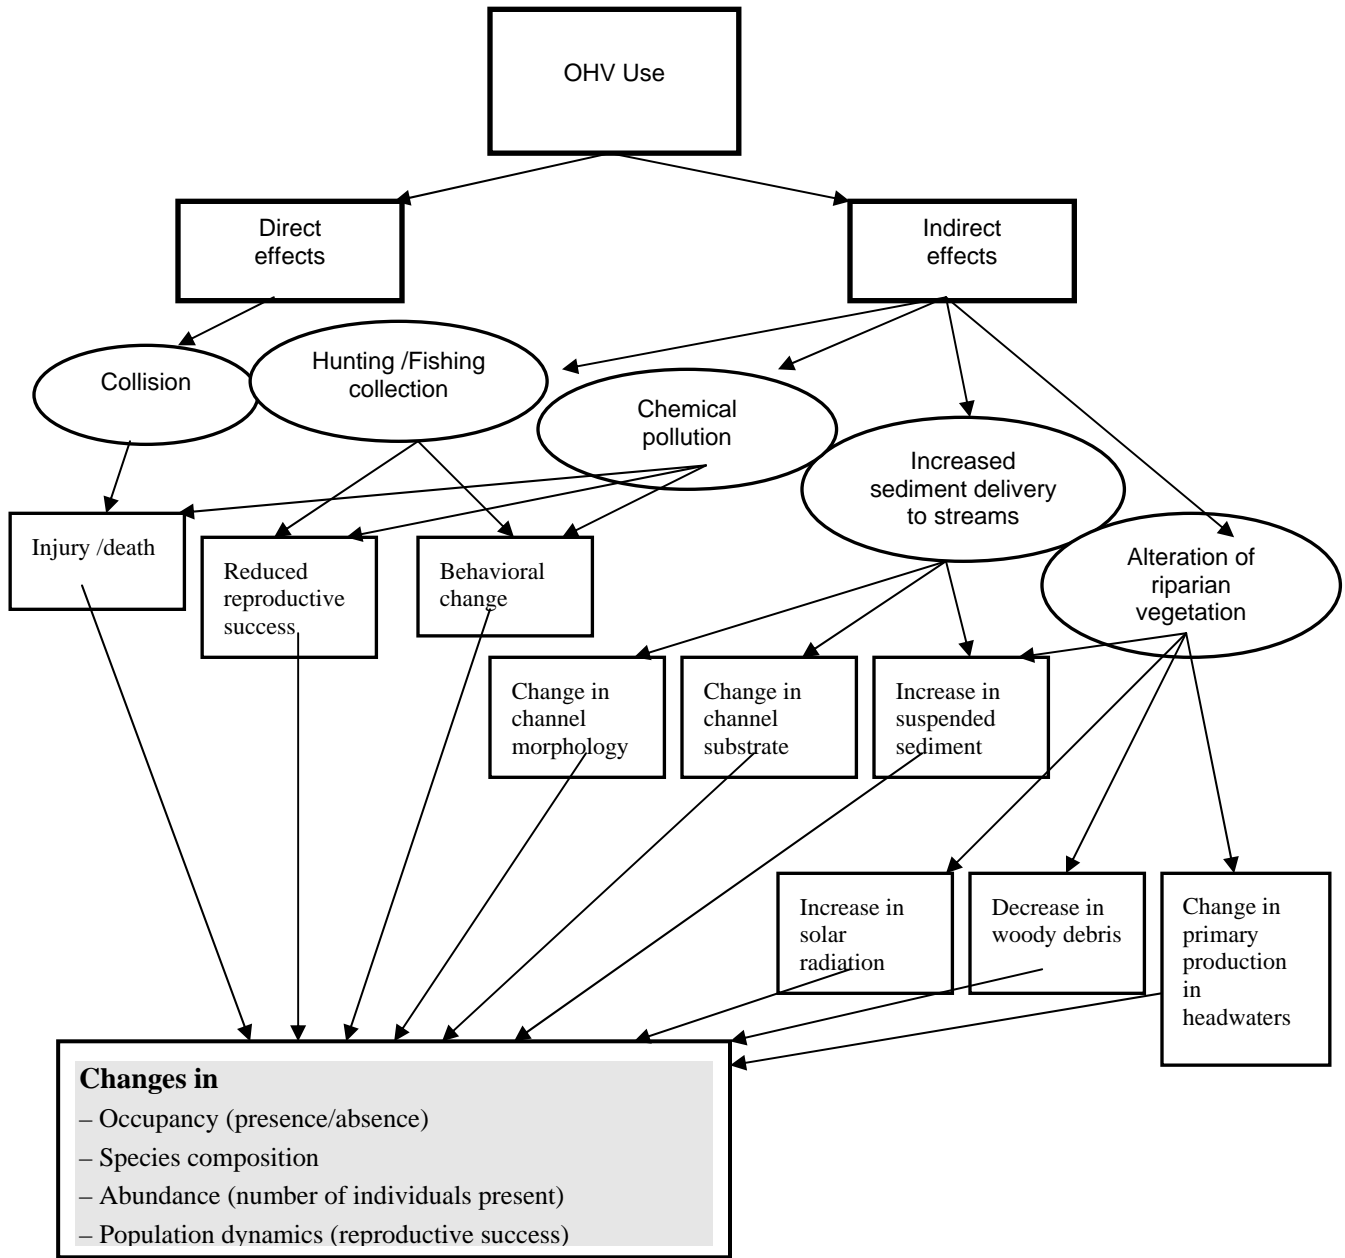 OHV Use
Direct
effects
Indirect
effects
Collision
Hunting /Fishing
collection
Chemical
pollution
Increased
sediment delivery
to streams
Alteration of
riparian
vegetation
Injury /death
Reduced
reproductive
success
Behavioral
change
Change in
channel
morphology
Change in
channel
substrate
Increase in
suspended
sediment
Increase in
solar
radiation
Decrease in
woody debris
Change in
primary
production
in
headwaters
Changes in
– Occupancy (presence/absence)
– Species composition
– Abundance (number of individuals present)
– Population dynamics (reproductive success)